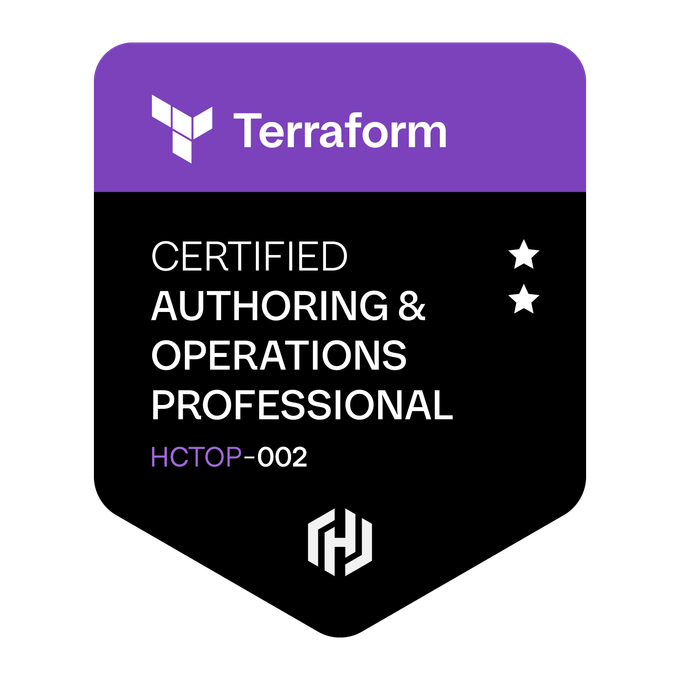 Terraform
CERTIFIED
AUTHORING &
OPERATIONS
PROFESSIONAL
HCTOP-002